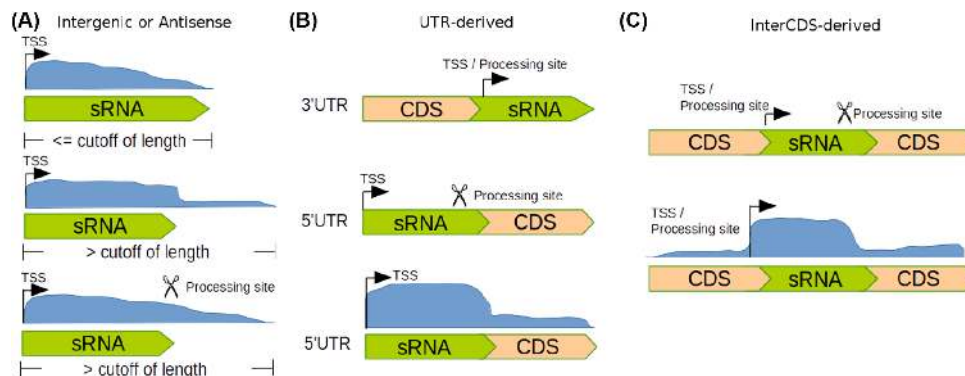 (A) Intergenic or Antisense
TSS
sRNA
<= cutoff of length
TSS
sRNA
> cutoff of length
TSS
Processing site
sRNA
> cutoff of length
(B) UTR-derived
TSS / Processing site
3'UTR CDS sRNA
TSS
Processing site
5'UTR sRNA CDS
TSS
5'UTR sRNA CDS
(C) InterCDS-derived
TSS /
Processing site
Processing site
CDS sRNA CDS
TSS /
Processing site
CDS sRNA CDS